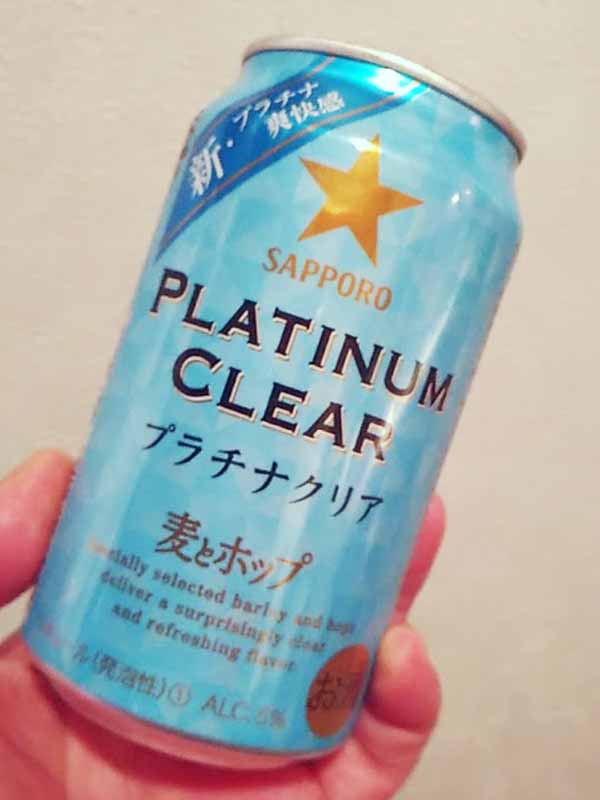 新・プラチナ
爽快感
SAPPORO
PLATINUM
CLEAR
プラチナクリア
麦とホップ
selected barley and hops
deliver a surprisingly clear
and refreshing flavor.
(発泡性)① ALC. 5%
お酒